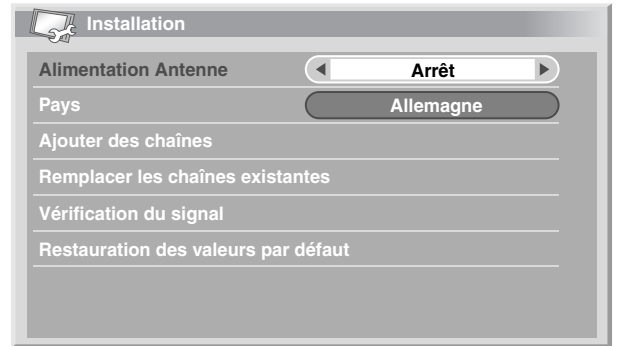 Installation
Alimentation Antenne Arrêt
Pays Allemagne
Ajouter des chaînes
Remplacer les chaînes existantes
Vérification du signal
Restauration des valeurs par défaut